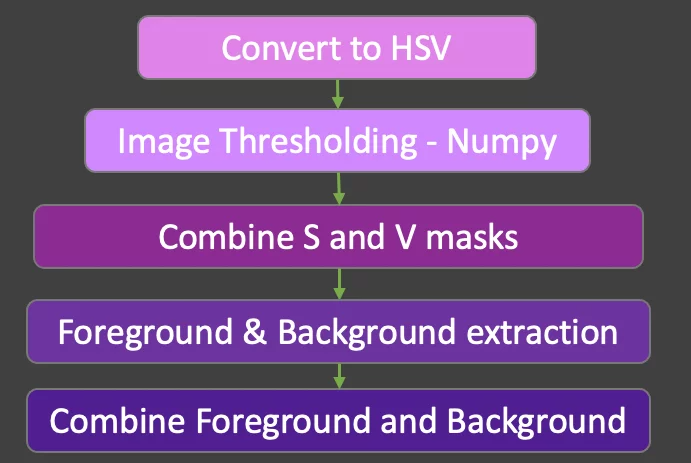 Convert to HSV
Image Thresholding - Numpy
Combine S and V masks
Foreground & Background extraction
Combine Foreground and Background